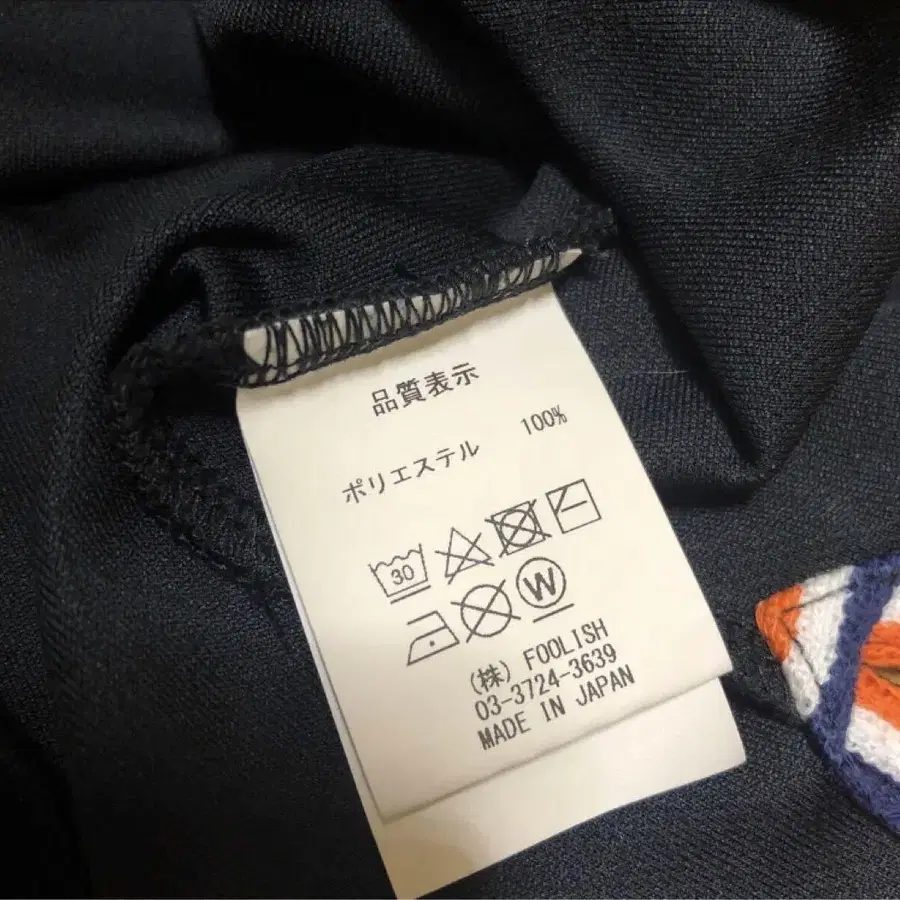 品質表示
ポリエステル 100%
30
W
(株) FOOLISH
03-3724-3639
MADE IN JAPAN